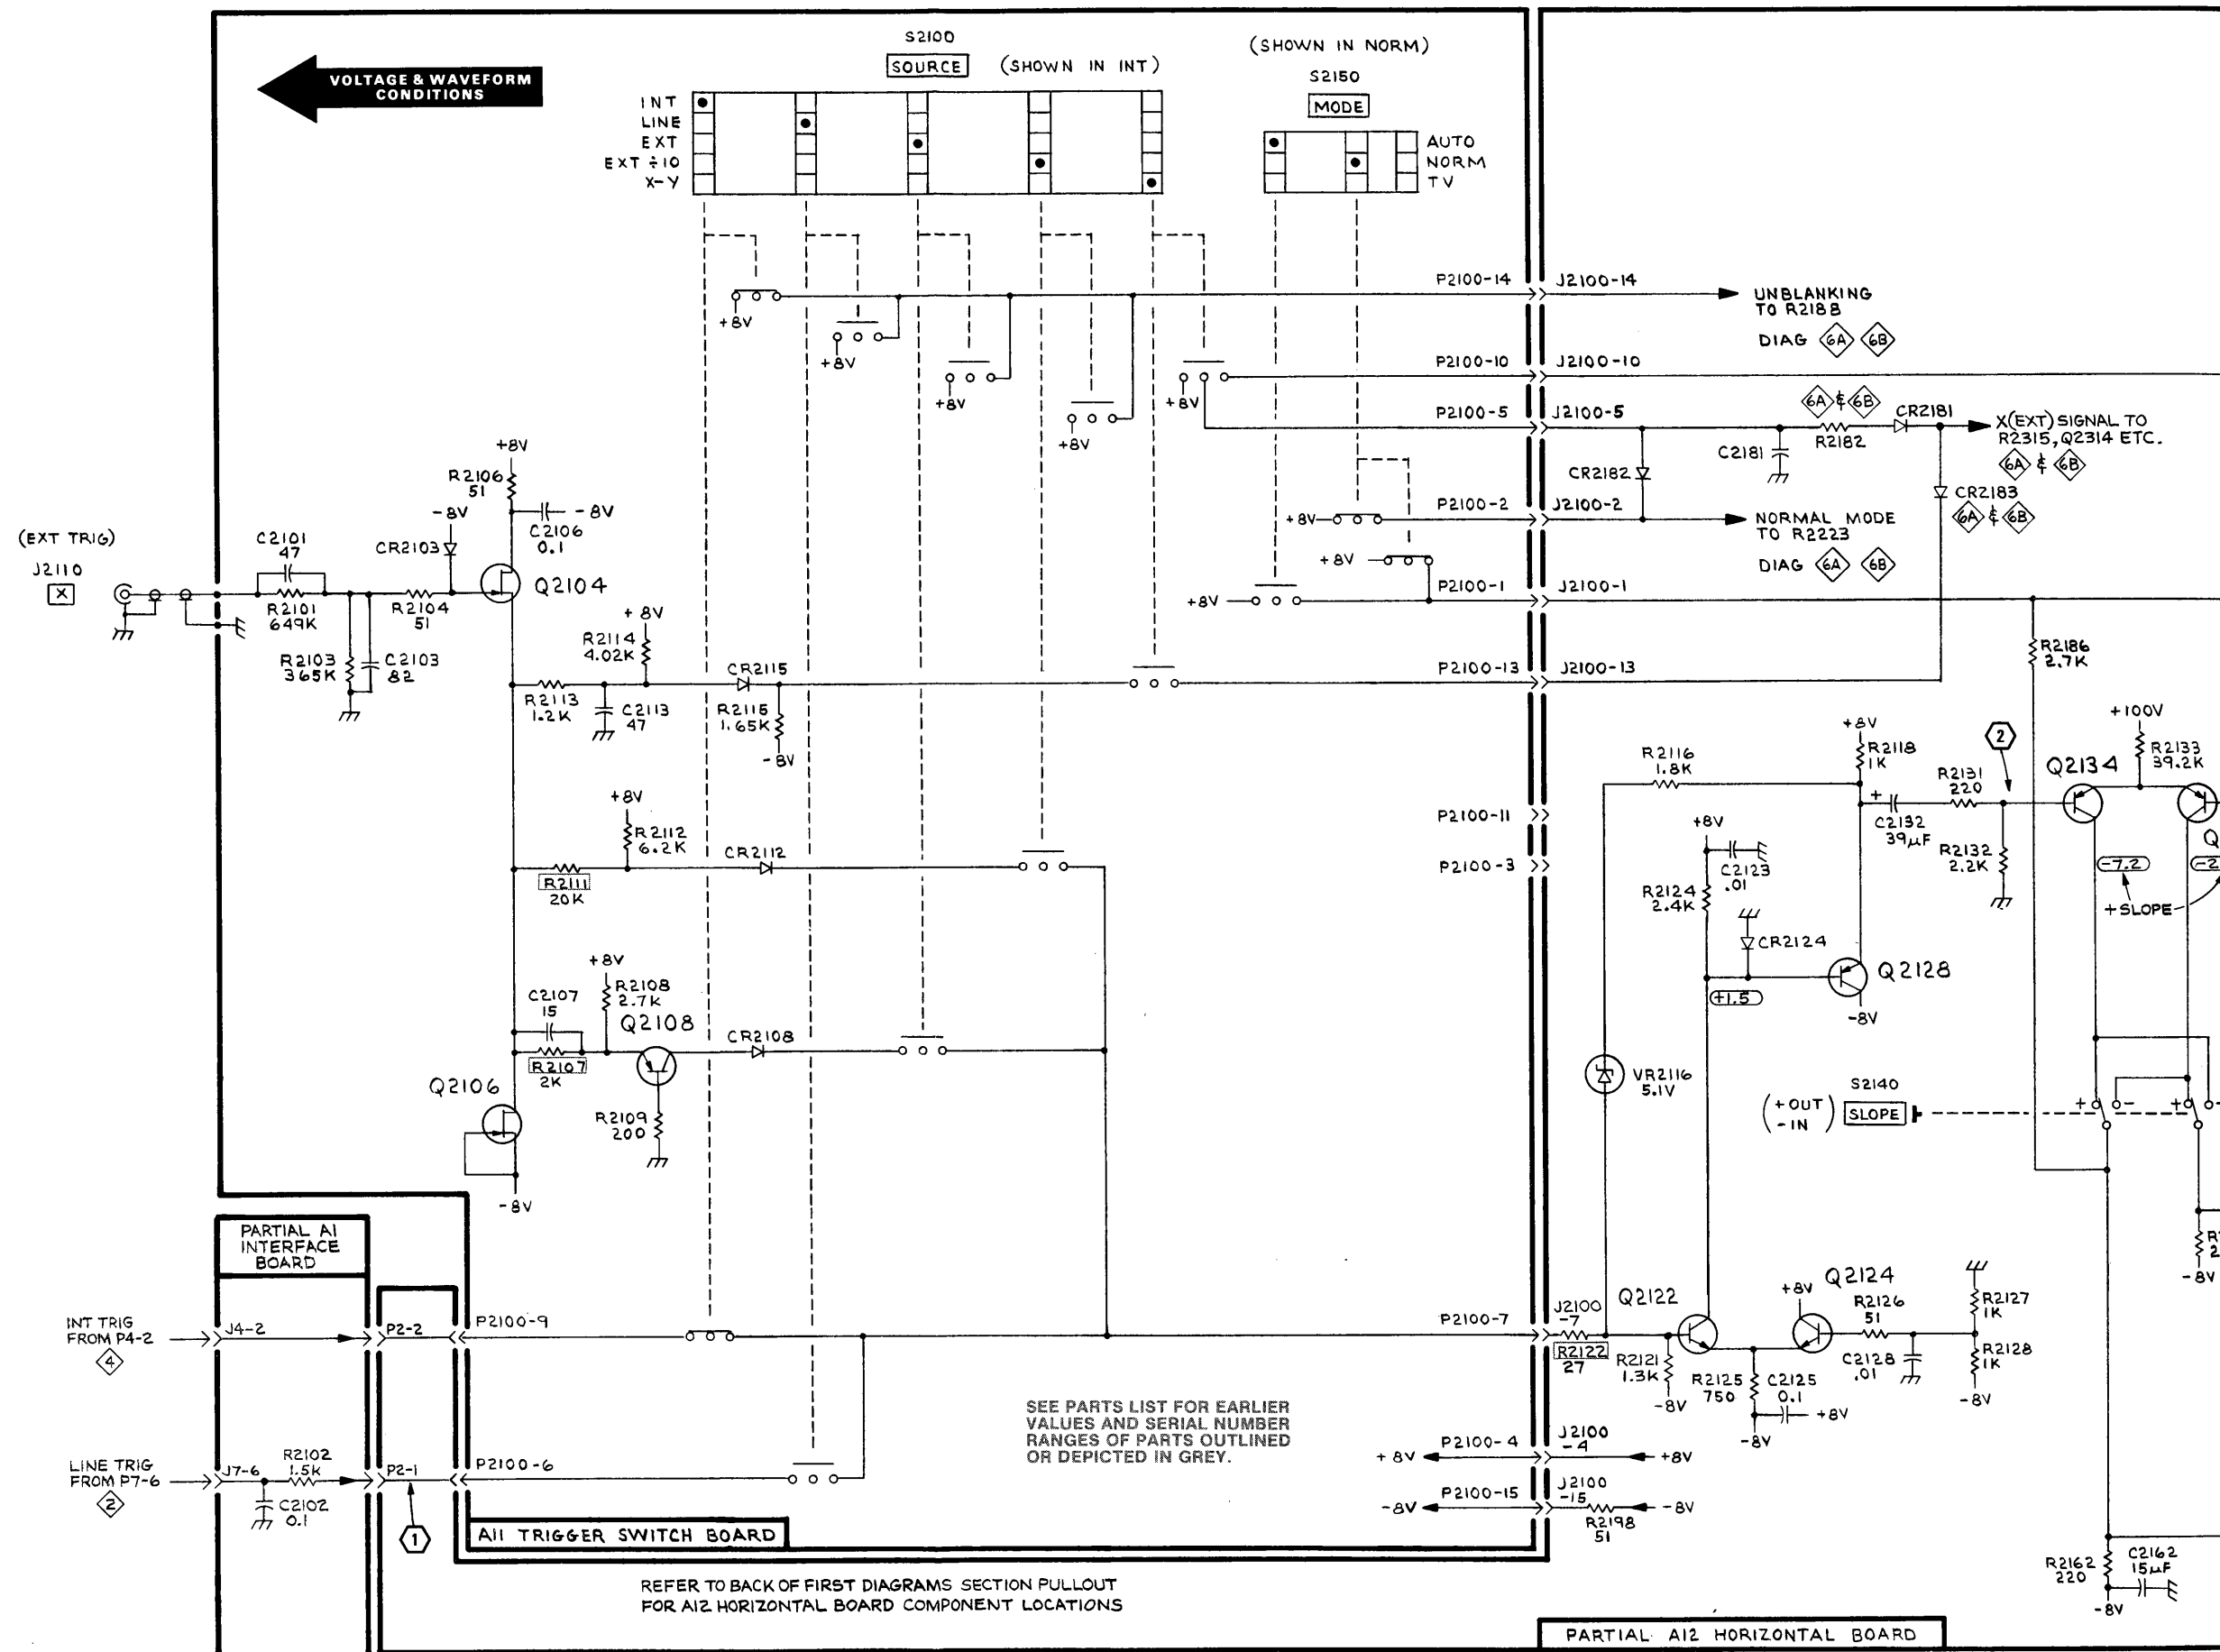 VOLTAGE & WAVEFORM
CONDITIONS
S2100
SOURCE
(SHOWN IN INT)
INT
LINE
EXT
EXT ÷10
X-Y
(SHOWN IN NORM)
S2150
MODE
AUTO
NORM
TV
+8V
+8V
+8V
+8V
+8V
P2100-14
J2100-14
UNBLANKING
TO R2188
DIAG 6A 6B
P2100-10
J2100-10
P2100-5
J2100-5
6A & 6B
CR2181
R2182
C2181
X(EXT) SIGNAL TO
R2315, Q2314 ETC.
6A & 6B
CR2182
CR2183
6A & 6B
+8V
P2100-2
J2100-2
NORMAL MODE
TO R2223
DIAG 6A 6B
+8V
+8V
P2100-1
J2100-1
R2186
2.7K
P2100-13
J2100-13
(EXT TRIG)
J2110
X
C2101
47
R2101
649K
R2103
365K
C2103
82
R2104
51
CR2103
-8V
+8V
R2106
51
C2106
0.1
-8V
Q2104
+8V
R2114
4.02K
R2113
1.2K
C2113
47
CR2115
R2115
1.65K
-8V
+8V
R2112
6.2K
R2111
20K
CR2112
+8V
R2108
2.7K
C2107
15
R2107
2K
Q2108
CR2108
R2109
200
Q2106
-8V
P2100-11
P2100-3
R2116
1.8K
+8V
R2118
1K
+
C2132
39µF
R2131
220
2
R2132
2.2K
Q2134
+100V
R2133
39.2K
Q
-7.2
-2
+SLOPE
+8V
C2123
.01
R2124
2.4K
CR2124
+1.5
Q2128
-8V
VR2116
5.1V
S2140
(+OUT
-IN)
SLOPE
+ -
+ -
R
2
-8V
PARTIAL A1
INTERFACE
BOARD
INT TRIG
FROM P4-2
4
J4-2
P2-2
P2100-9
P2100-7
J2100
-7
R2122
27
R2121
1.3K
-8V
Q2122
Q2124
+8V
R2126
51
R2125
750
C2125
0.1
+8V
-8V
C2128
.01
R2127
1K
R2128
1K
-8V
LINE TRIG
FROM P7-6
2
J7-6
R2102
1.5K
C2102
0.1
P2-1
1
P2100-6
SEE PARTS LIST FOR EARLIER
VALUES AND SERIAL NUMBER
RANGES OF PARTS OUTLINED
OR DEPICTED IN GREY.
+8V
P2100-4
J2100
-4
+8V
-8V
P2100-15
J2100
-15
R2198
51
-8V
A11 TRIGGER SWITCH BOARD
R2162
220
C2162
15µF
-8V
REFER TO BACK OF FIRST DIAGRAMS SECTION PULLOUT
FOR A12 HORIZONTAL BOARD COMPONENT LOCATIONS
PARTIAL A12 HORIZONTAL BOARD